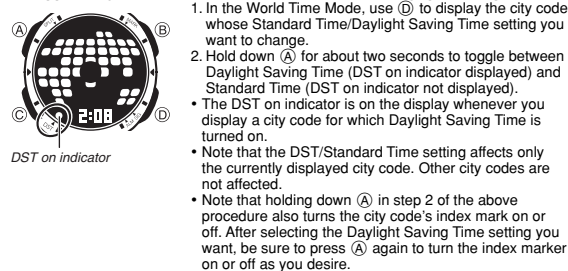 1. In the World Time Mode, use Ⓓ to display the city code
whose Standard Time/Daylight Saving Time setting you
want to change.
2. Hold down Ⓐ for about two seconds to toggle between
Daylight Saving Time (DST on indicator displayed) and
Standard Time (DST on indicator not displayed).
• The DST on indicator is on the display whenever you
display a city code for which Daylight Saving Time is
turned on.
• Note that the DST/Standard Time setting affects only
the currently displayed city code. Other city codes are
not affected.
• Note that holding down Ⓐ in step 2 of the above
procedure also turns the city code's index mark on or
off. After selecting the Daylight Saving Time setting you
want, be sure to press Ⓐ again to turn the index marker
on or off as you desire.
Ⓐ
Ⓑ
Ⓒ
Ⓓ
DST
2:08
DST on indicator